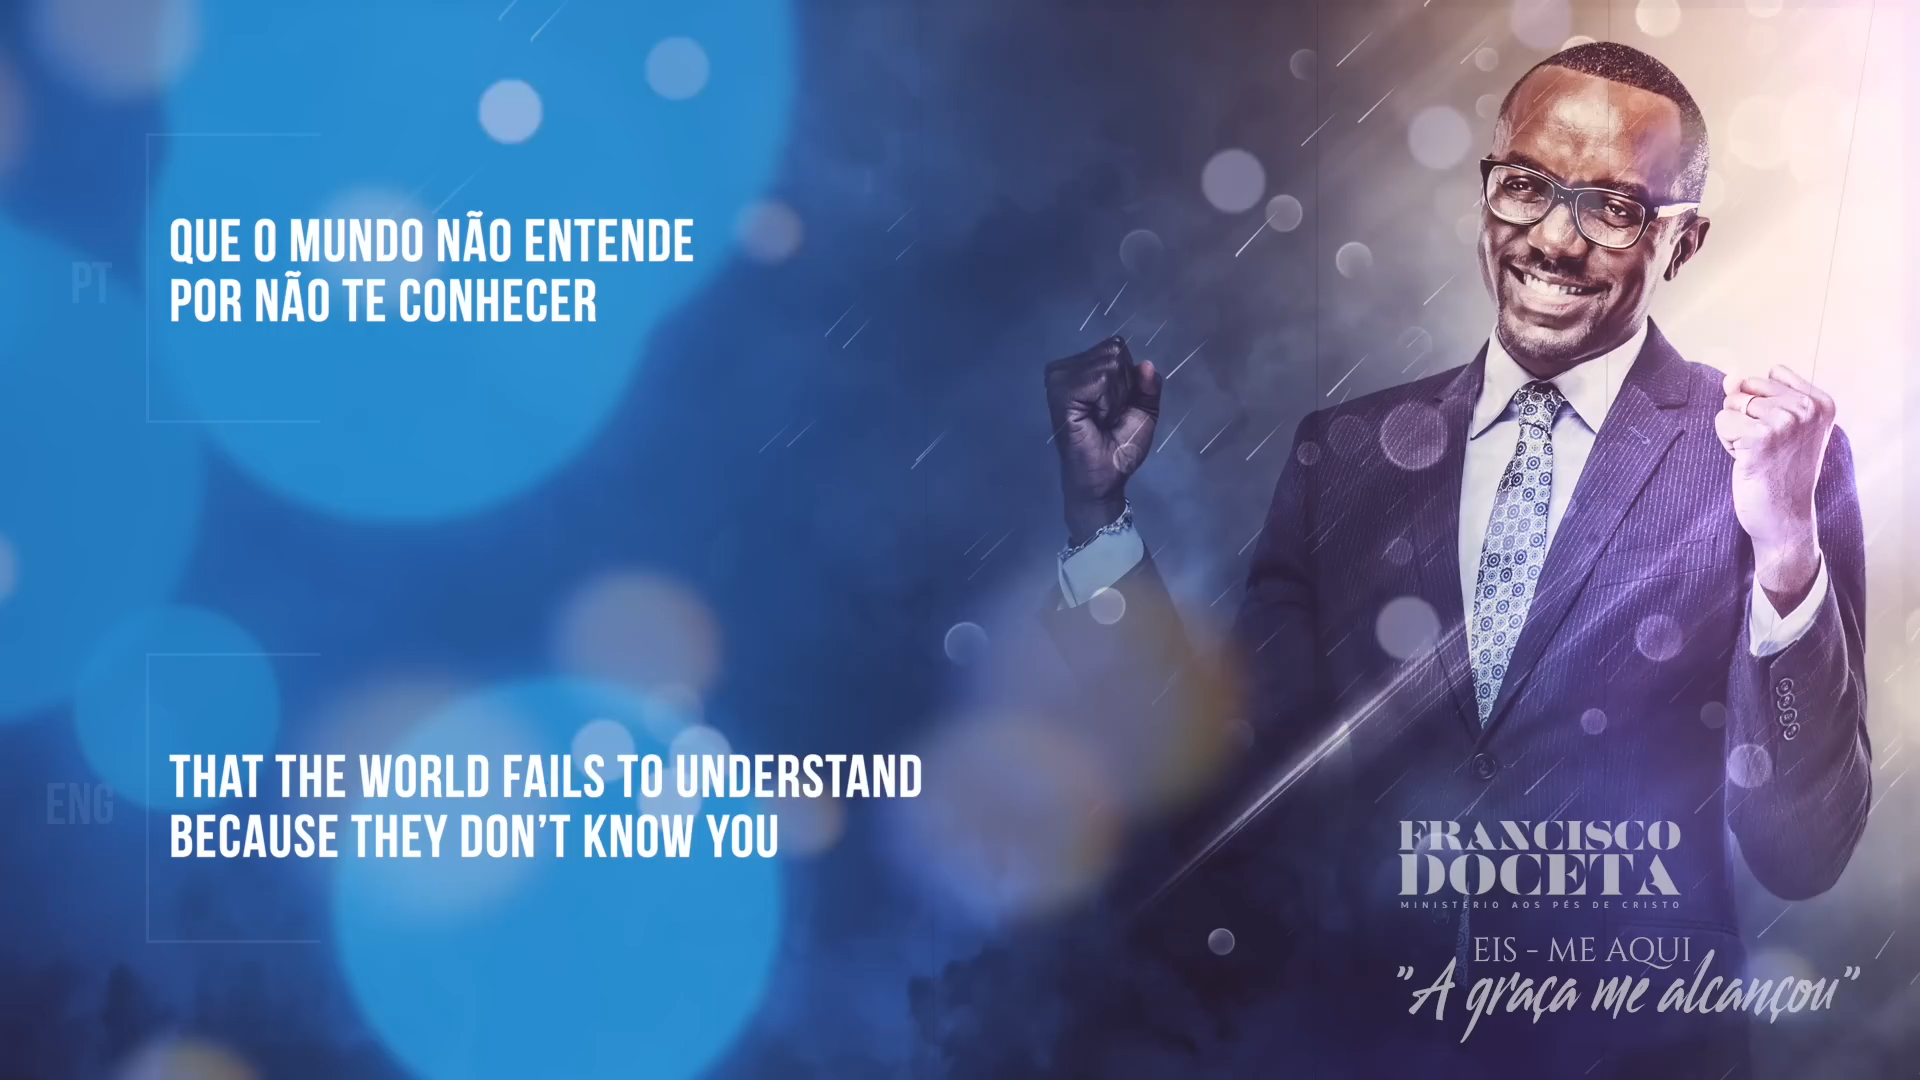 PT
QUE O MUNDO NÃO ENTENDE
POR NÃO TE CONHECER
ENG
THAT THE WORLD FAILS TO UNDERSTAND
BECAUSE THEY DON'T KNOW YOU
FRANCISCO
DOCETA
MINISTÉRIO AOS PÉS DE CRISTO
EIS - ME AQUI
"A graça me alcançou"